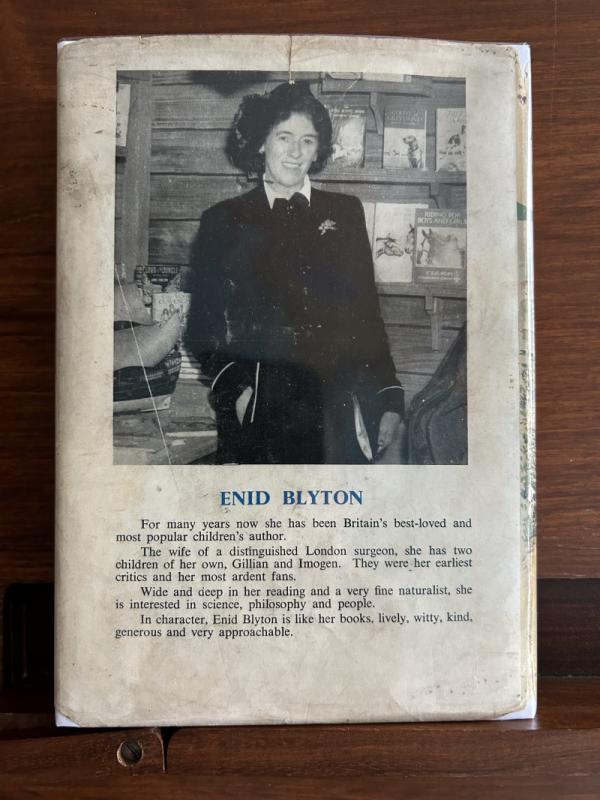 RIDING FOR
BOYS AND GIRLS
ENID BLYTON
For many years now she has been Britain's best-loved and
most popular children's author.
The wife of a distinguished London surgeon, she has two
children of her own, Gillian and Imogen. They were her earliest
critics and her most ardent fans.
Wide and deep in her reading and a very fine naturalist, she
is interested in science, philosophy and people.
In character, Enid Blyton is like her books, lively, witty, kind,
generous and very approachable.